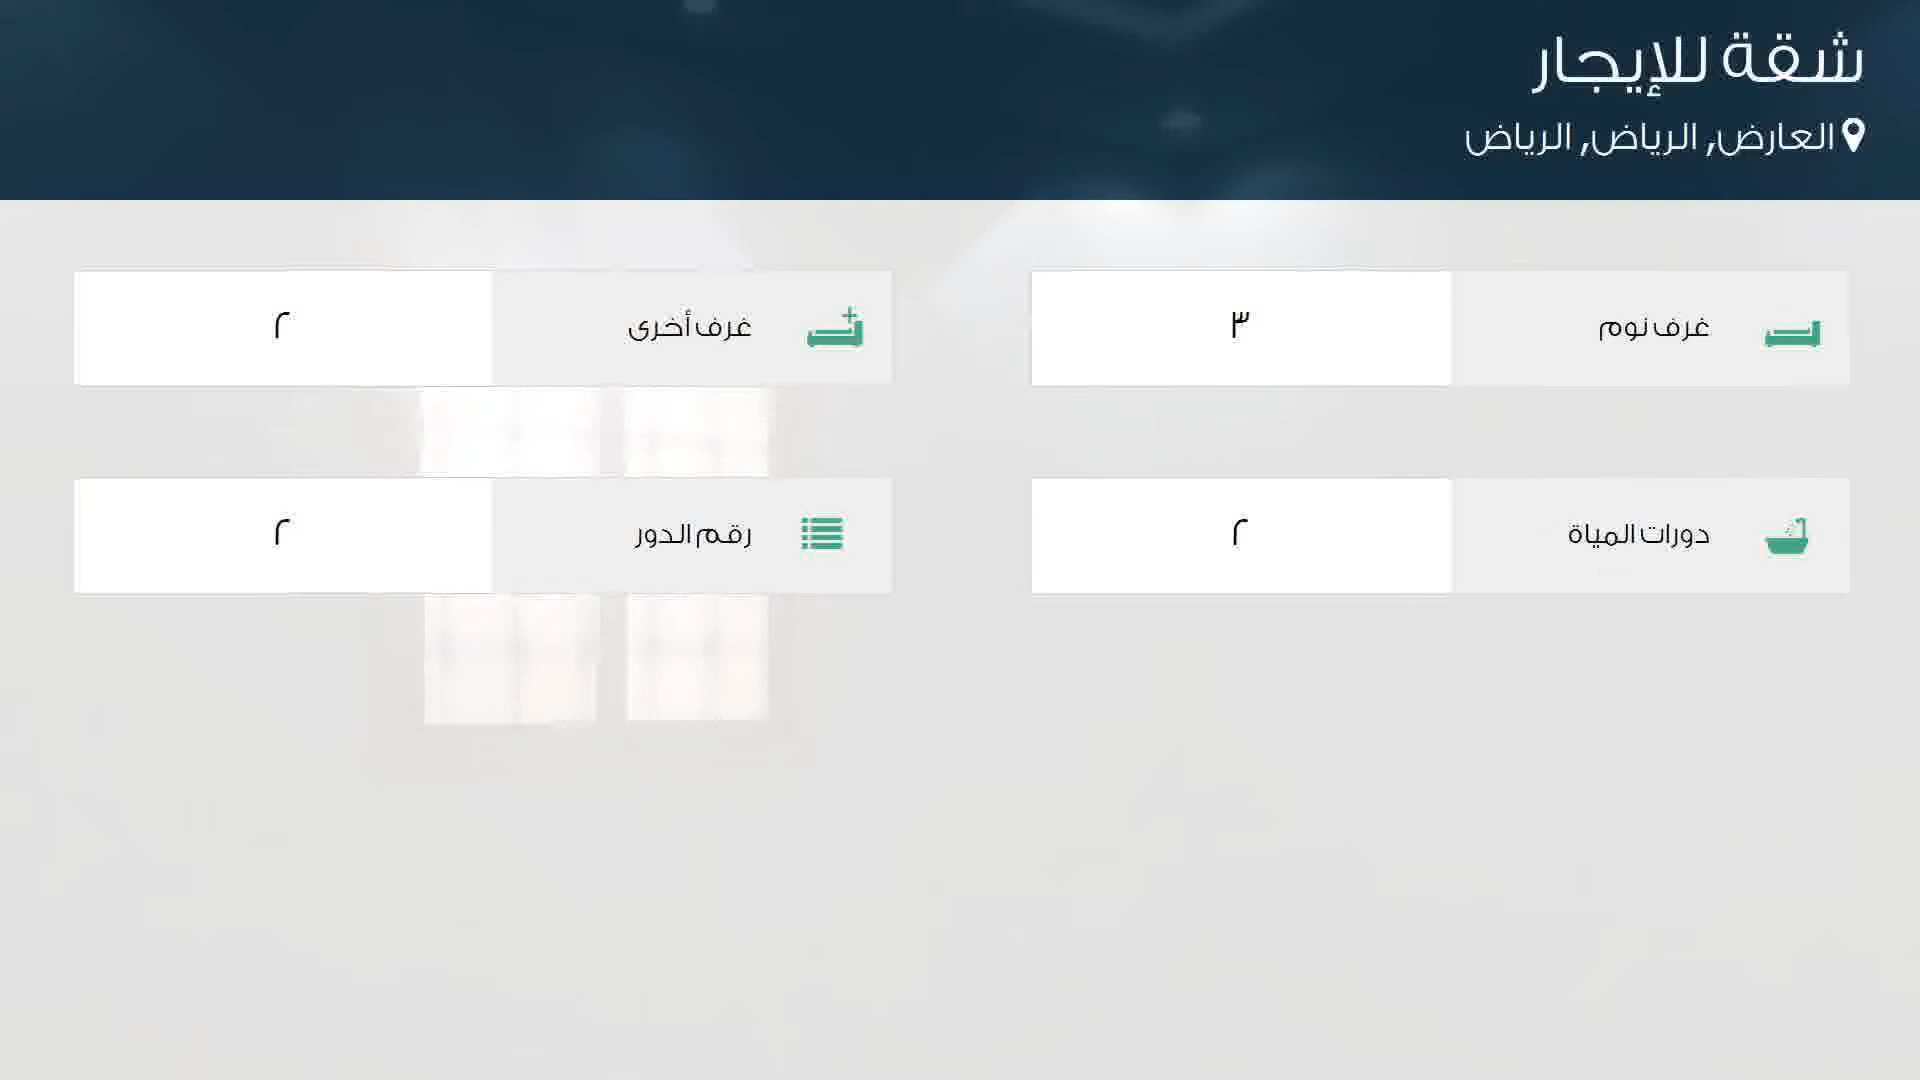 شقة للإيجار
العارض, الرياض, الرياض
غرف نوم ٣
غرف أخرى ٢
دورات المياة ٢
رقم الدور ٢